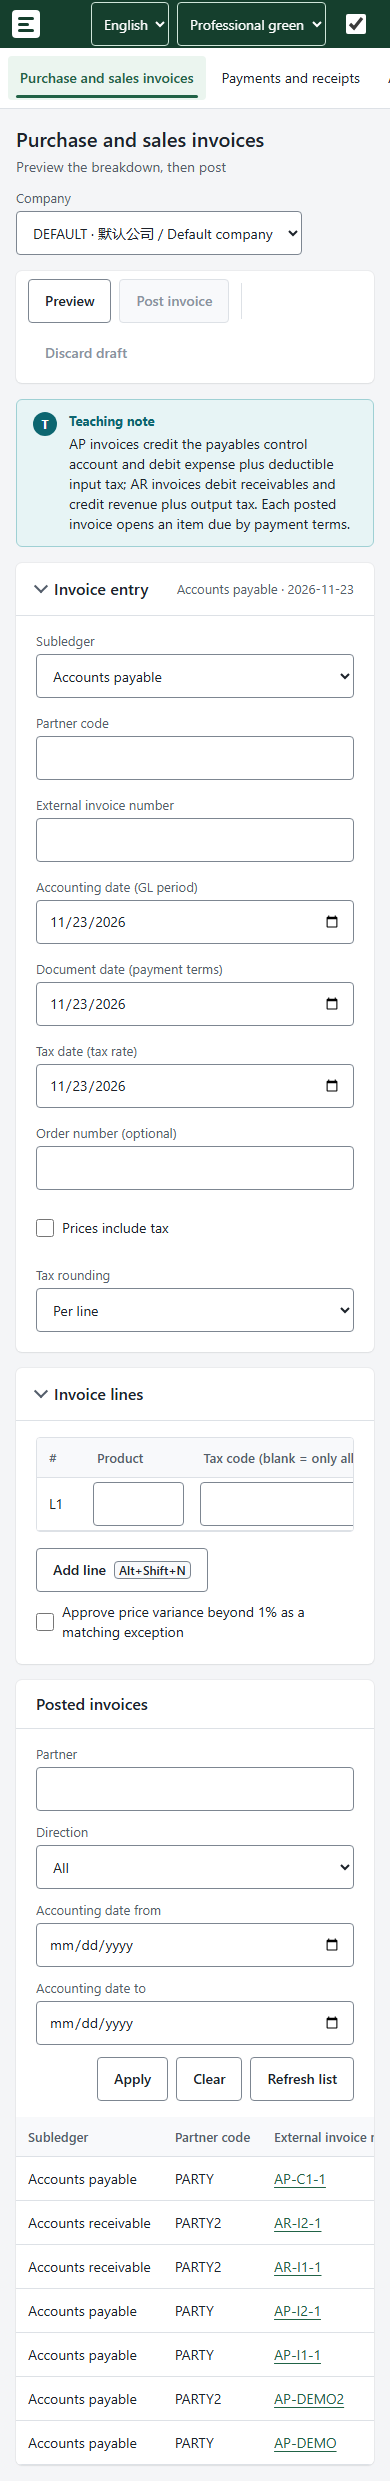 English
Professional green
Purchase and sales invoices
Payments and receipts
Purchase and sales invoices
Preview the breakdown, then post
Company
DEFAULT · 默认公司 / Default company
Preview
Post invoice
Discard draft
T
Teaching note
AP invoices credit the payables control
account and debit expense plus deductible
input tax; AR invoices debit receivables and
credit revenue plus output tax. Each posted
invoice opens an item due by payment terms.
Invoice entry
Accounts payable · 2026-11-23
Subledger
Accounts payable
Partner code
External invoice number
Accounting date (GL period)
11/23/2026
Document date (payment terms)
11/23/2026
Tax date (tax rate)
11/23/2026
Order number (optional)
Prices include tax
Tax rounding
Per line
Invoice lines
# Product Tax code (blank = only all
L1
Add line Alt+Shift+N
Approve price variance beyond 1% as a
matching exception
Posted invoices
Partner
Direction
All
Accounting date from
mm/dd/yyyy
Accounting date to
mm/dd/yyyy
Apply
Clear
Refresh list
Subledger Partner code External invoice
Accounts payable PARTY AP-C1-1
Accounts receivable PARTY2 AR-I2-1
Accounts receivable PARTY2 AR-I1-1
Accounts payable PARTY AP-I2-1
Accounts payable PARTY AP-I1-1
Accounts payable PARTY2 AP-DEMO2
Accounts payable PARTY AP-DEMO